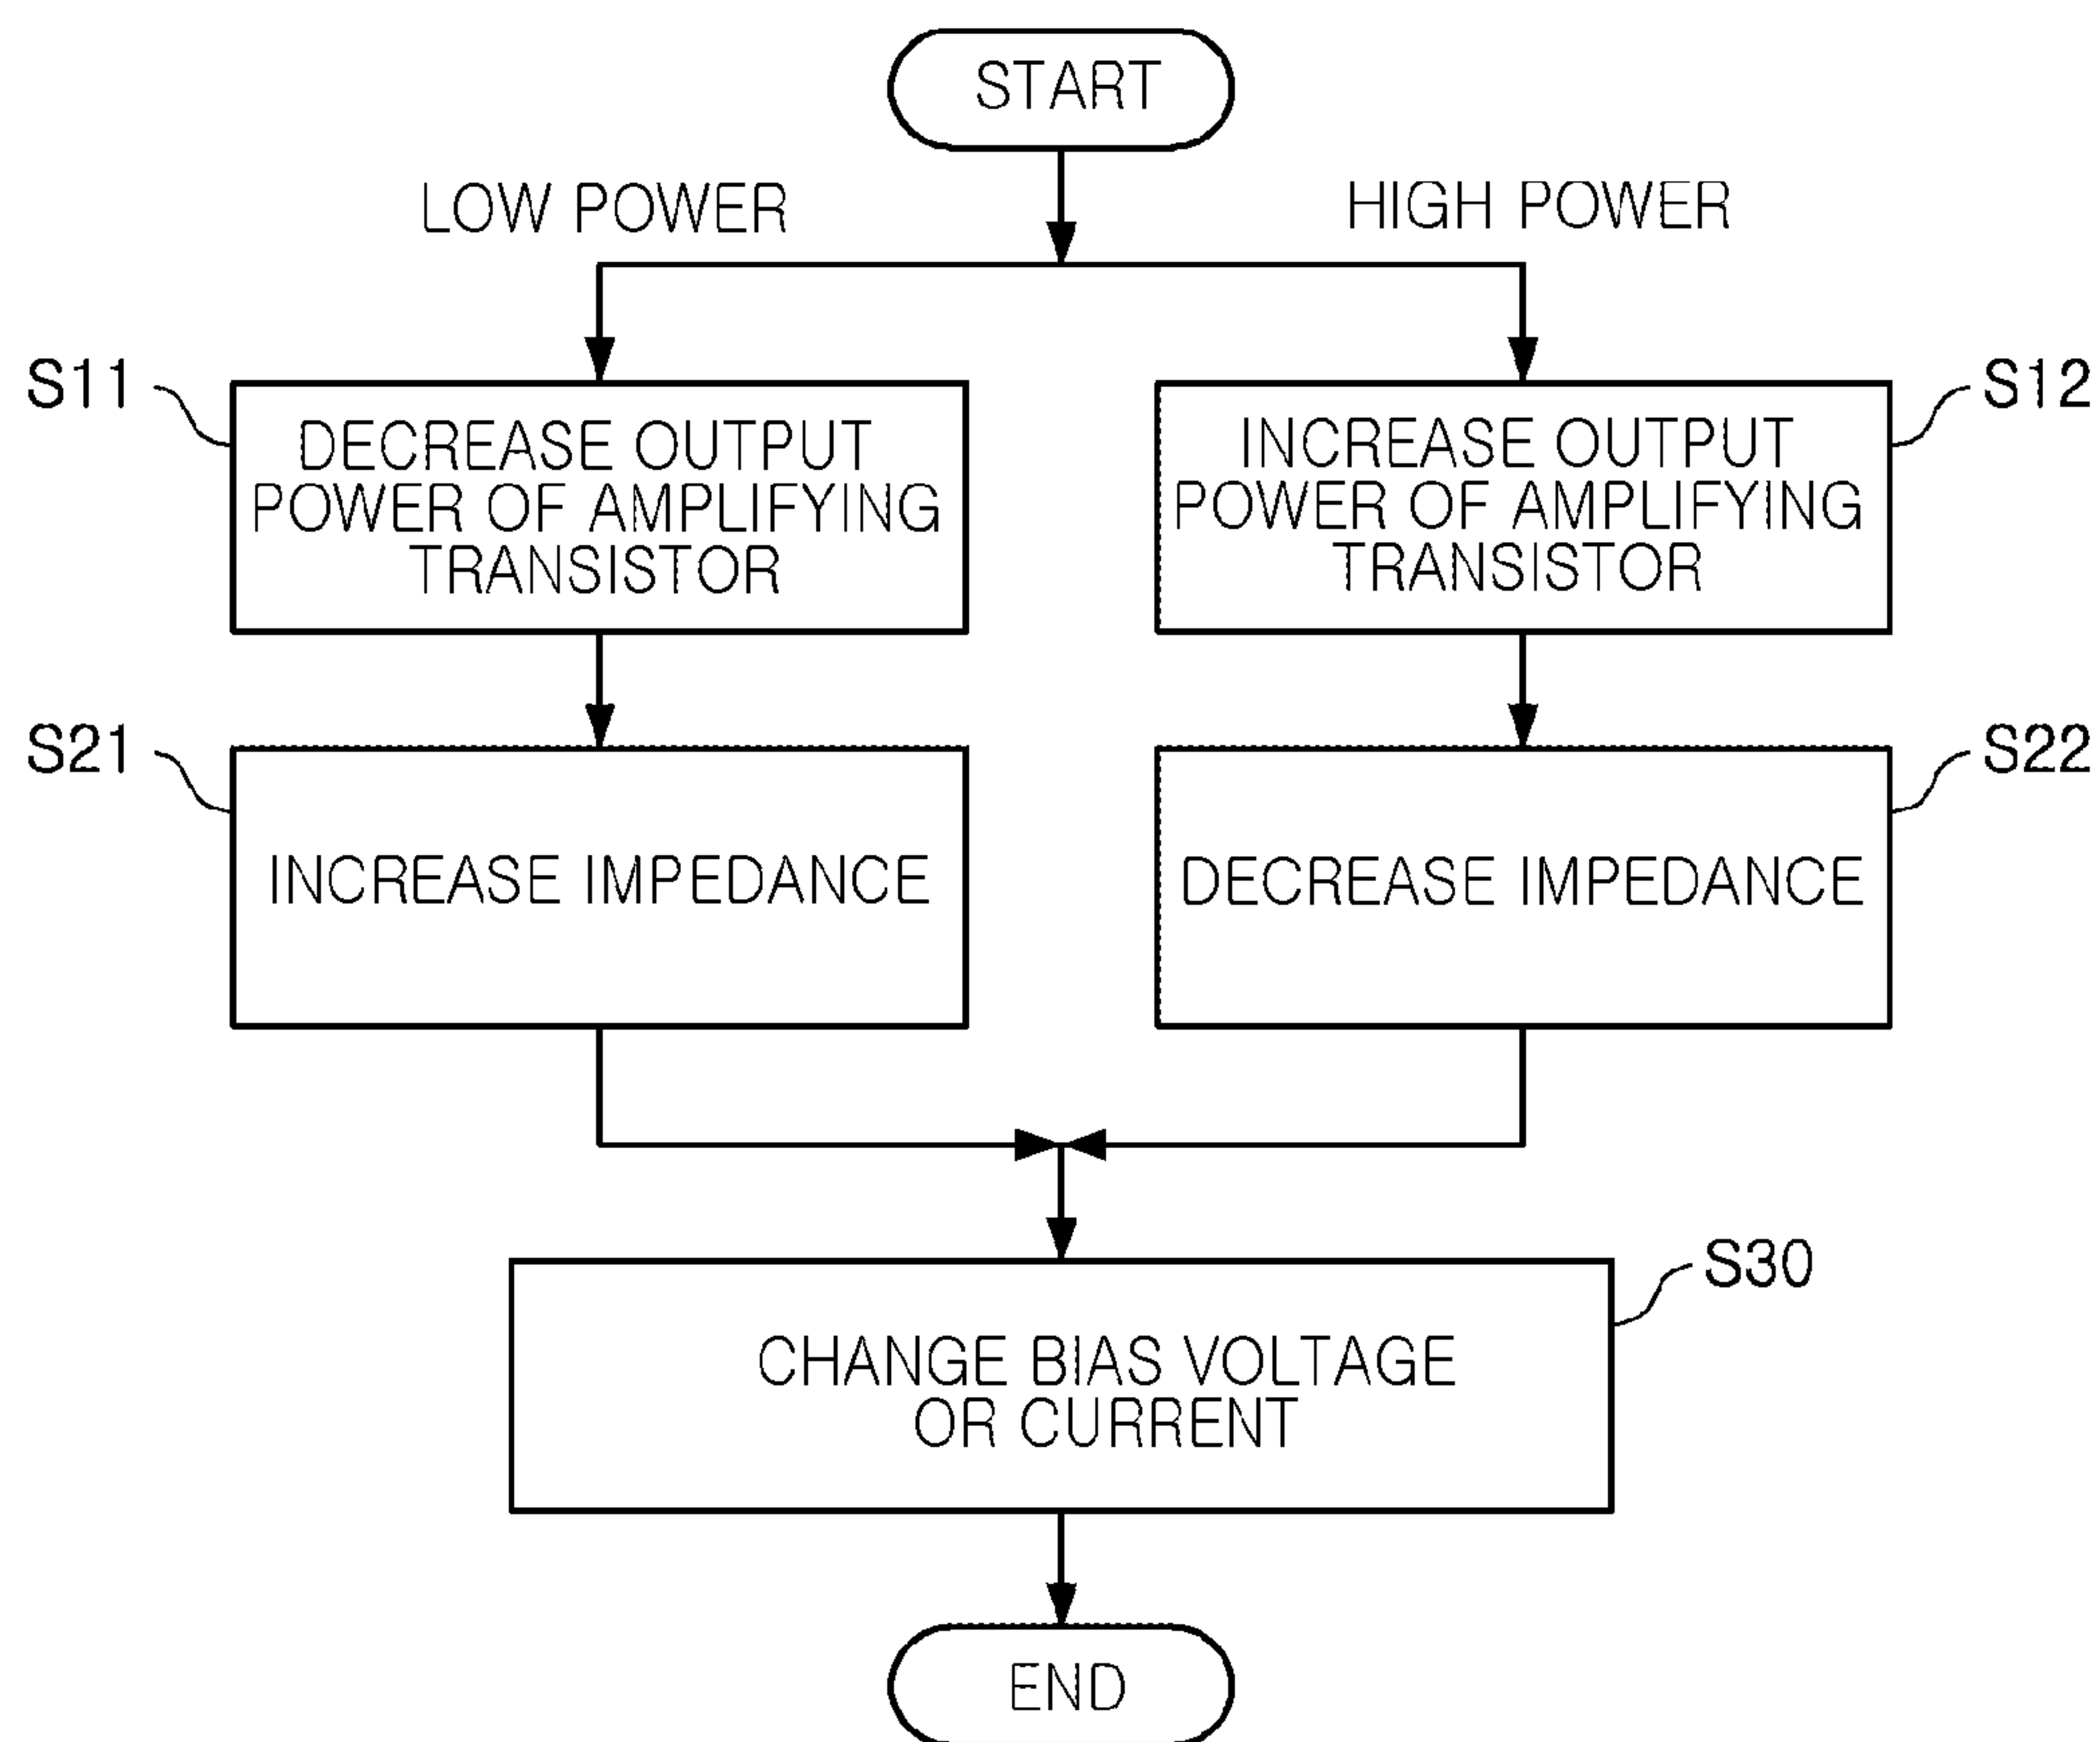 START
LOW POWER
HIGH POWER
S11
DECREASE OUTPUT
POWER OF AMPLIFYING
TRANSISTOR
INCREASE OUTPUT
POWER OF AMPLIFYING
TRANSISTOR
S12
S21
INCREASE IMPEDANCE
DECREASE IMPEDANCE
S22
S30
CHANGE BIAS VOLTAGE
OR CURRENT
END